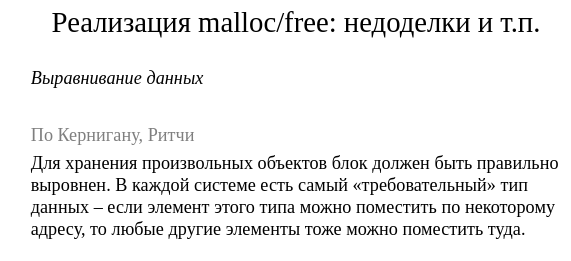 Реализация malloc/free: недоделки и т.п.
Выравнивание данных
По Кернигану, Ритчи
Для хранения произвольных объектов блок должен быть правильно
выровнен. В каждой системе есть самый «требовательный» тип
данных – если элемент этого типа можно поместить по некоторому
адресу, то любые другие элементы тоже можно поместить туда.